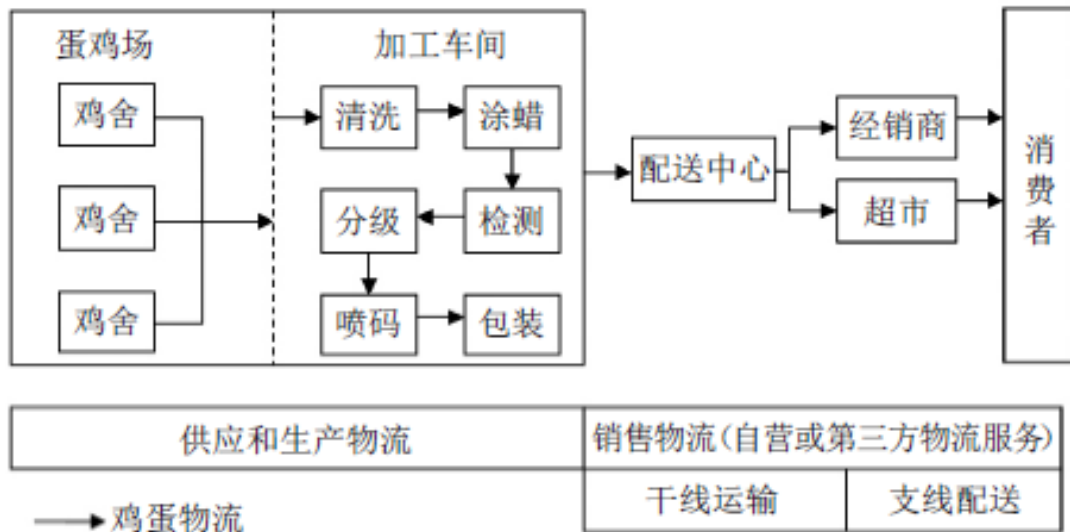 蛋鸡场
加工车间
鸡舍
鸡舍
鸡舍
清洗
涂蜡
分级
检测
喷码
包装
配送中心
经销商
超市
消费者
供应和生产物流
销售物流(自营或第三方物流服务)
干线运输
支线配送
鸡蛋物流